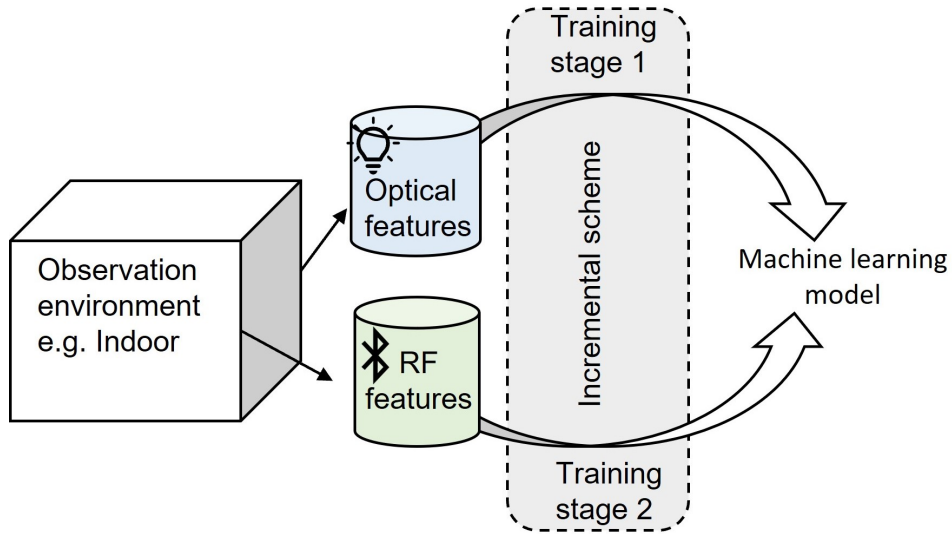 Training
stage 1
Optical
features
Observation
environment
e.g. Indoor
Incremental scheme
Machine learning
model
RF
features
Training
stage 2